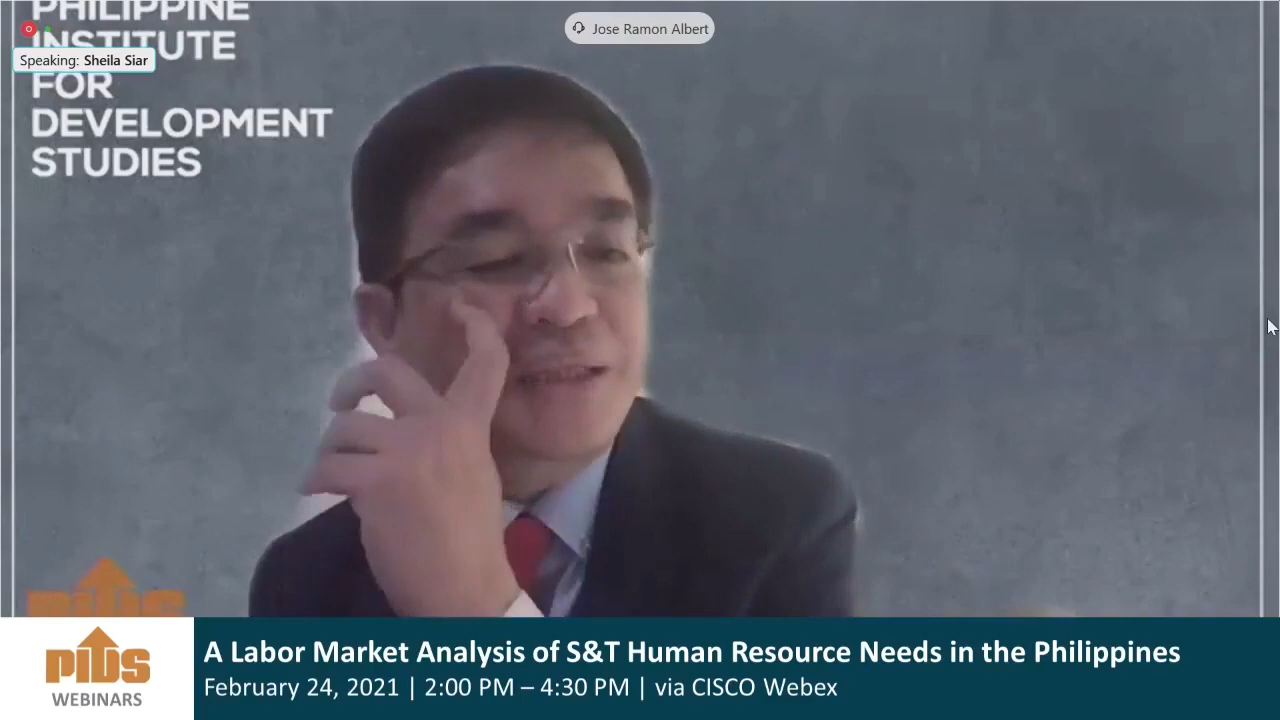 Jose Ramon Albert
PHILIPPINE
INSTITUTE
Speaking: Sheila Siar
FOR
DEVELOPMENT
STUDIES
PIDS
PIDS
WEBINARS
A Labor Market Analysis of S&T Human Resource Needs in the Philippines
February 24, 2021 | 2:00 PM – 4:30 PM | via CISCO Webex